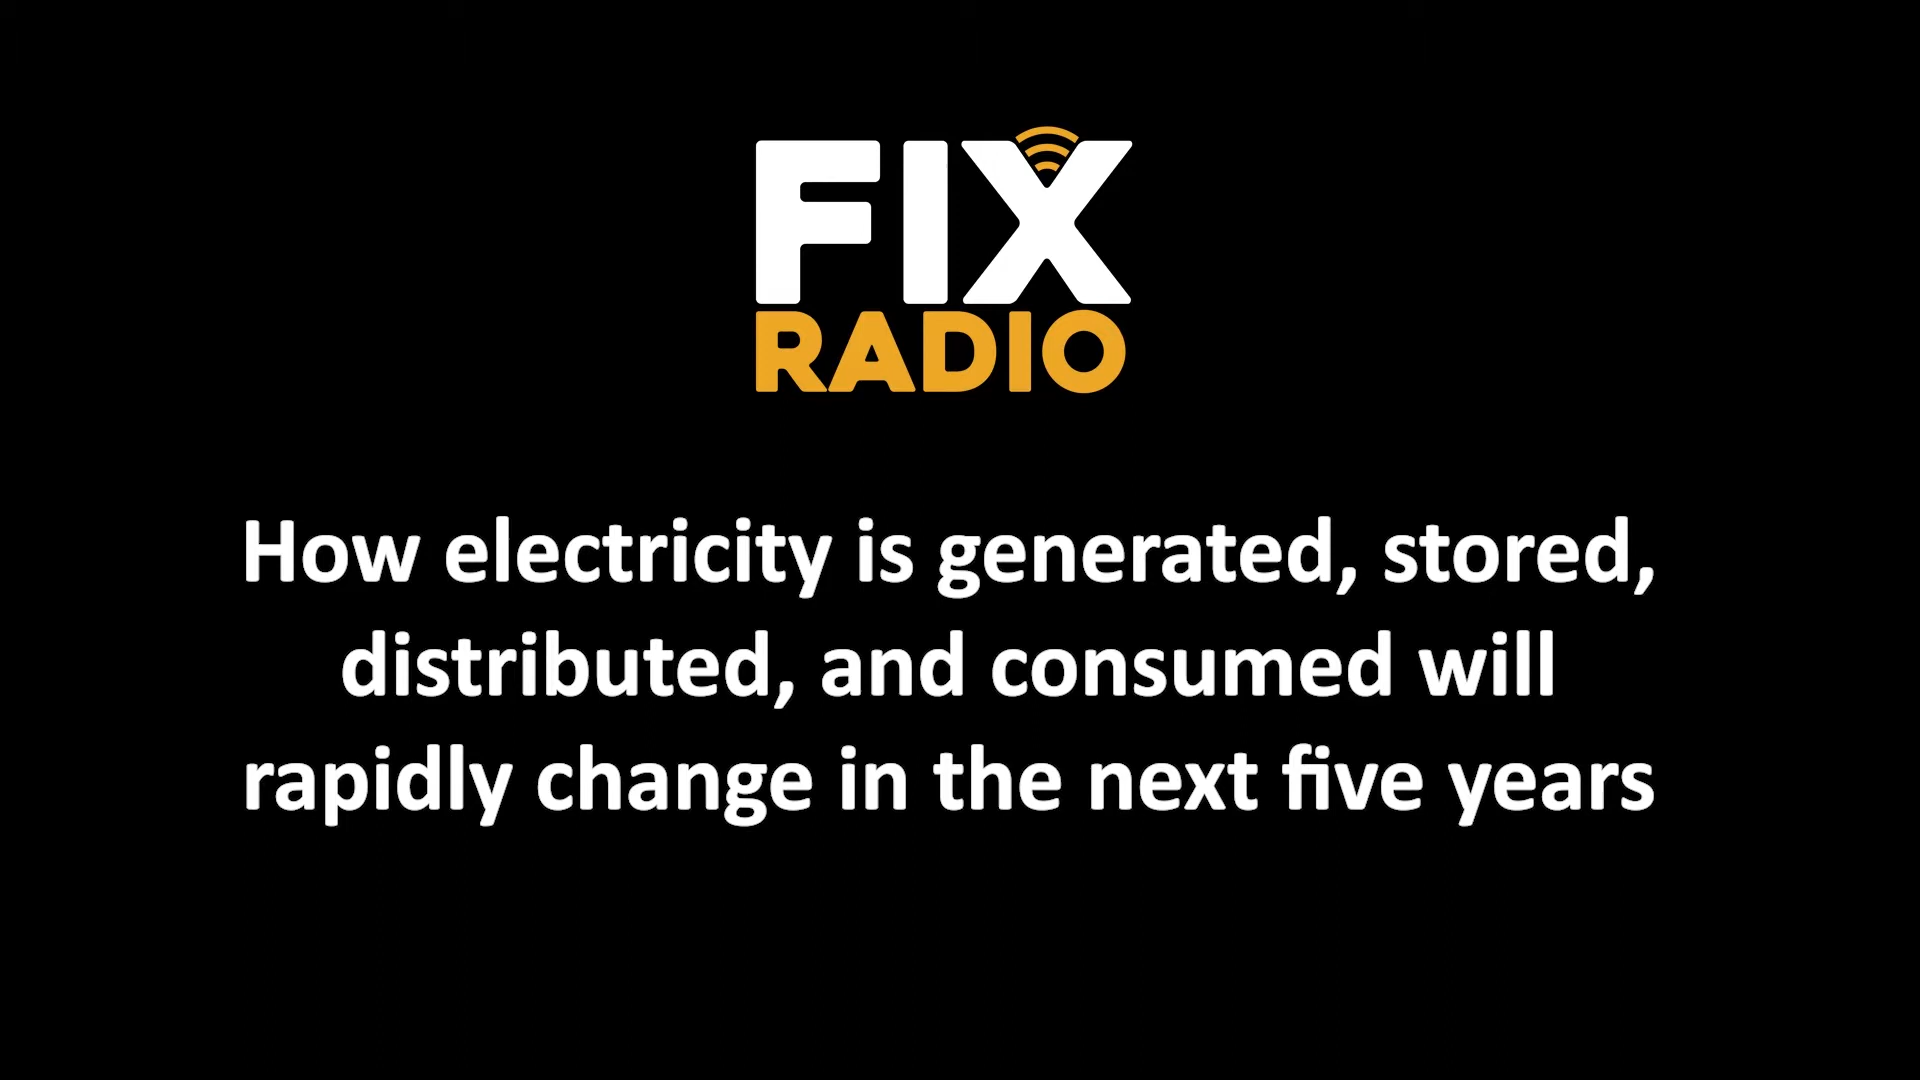 FIX
RADIO
How electricity is generated, stored,
distributed, and consumed will
rapidly change in the next five years